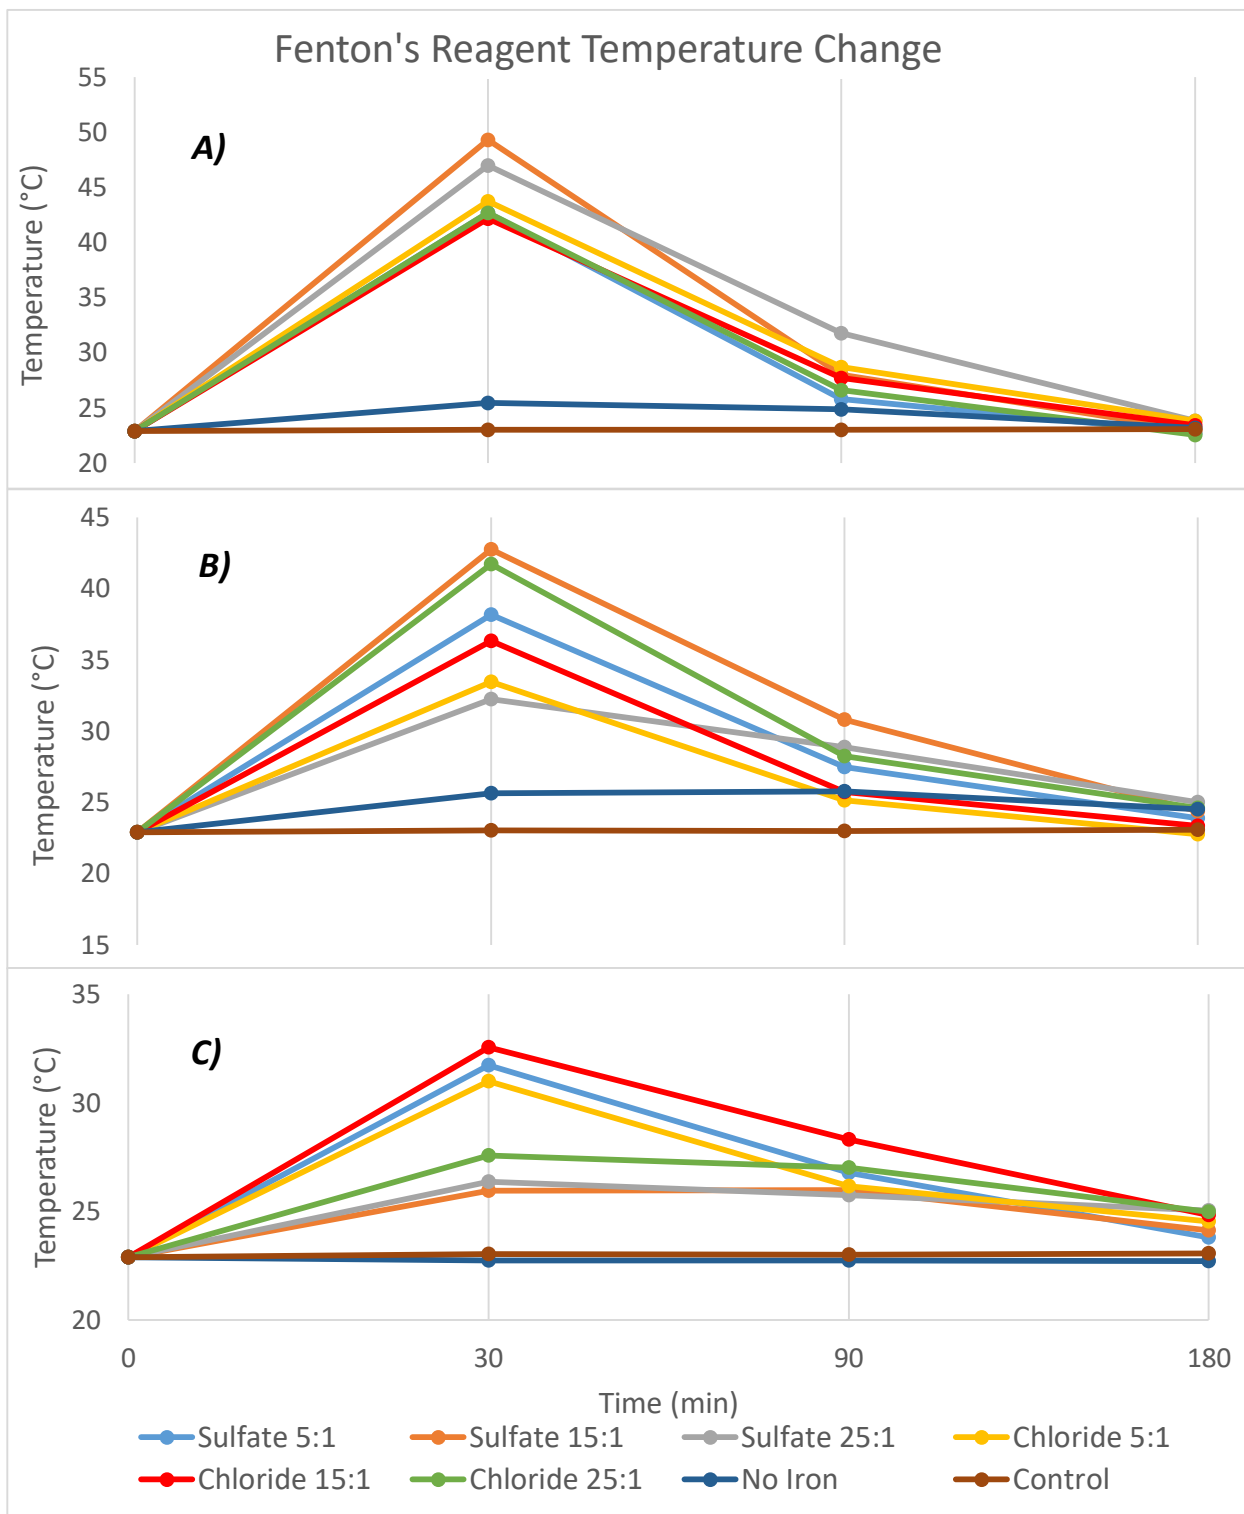 Fenton's Reagent Temperature Change
A)
Temperature (°C)
55
50
45
40
35
30
25
20
B)
Temperature (°C)
45
40
35
30
25
20
15
C)
Temperature (°C)
35
30
25
20
0 30 90 180
Time (min)
Sulfate 5:1 Sulfate 15:1 Sulfate 25:1 Chloride 5:1
Chloride 15:1 Chloride 25:1 No Iron Control